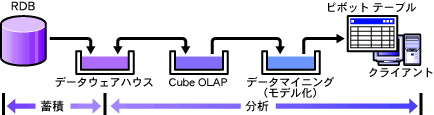 RDB
ピボット テーブル
データウェアハウス
Cube OLAP
データマイニング
（モデル化）
クライアント
蓄積
分析